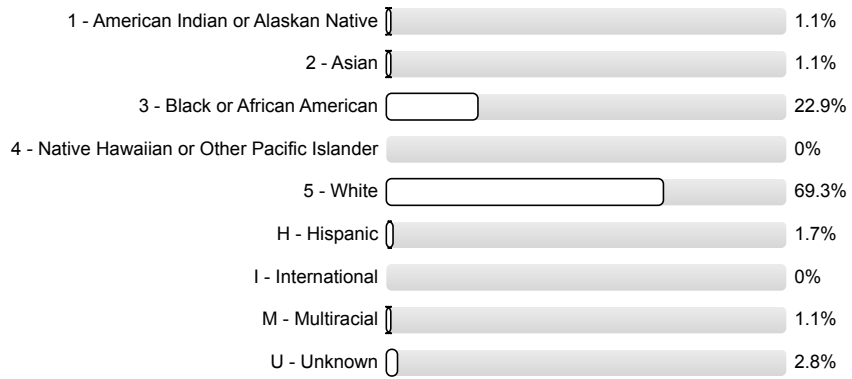 1 - American Indian or Alaskan Native 1.1%
2 - Asian 1.1%
3 - Black or African American 22.9%
4 - Native Hawaiian or Other Pacific Islander 0%
5 - White 69.3%
H - Hispanic 1.7%
I - International 0%
M - Multiracial 1.1%
U - Unknown 2.8%